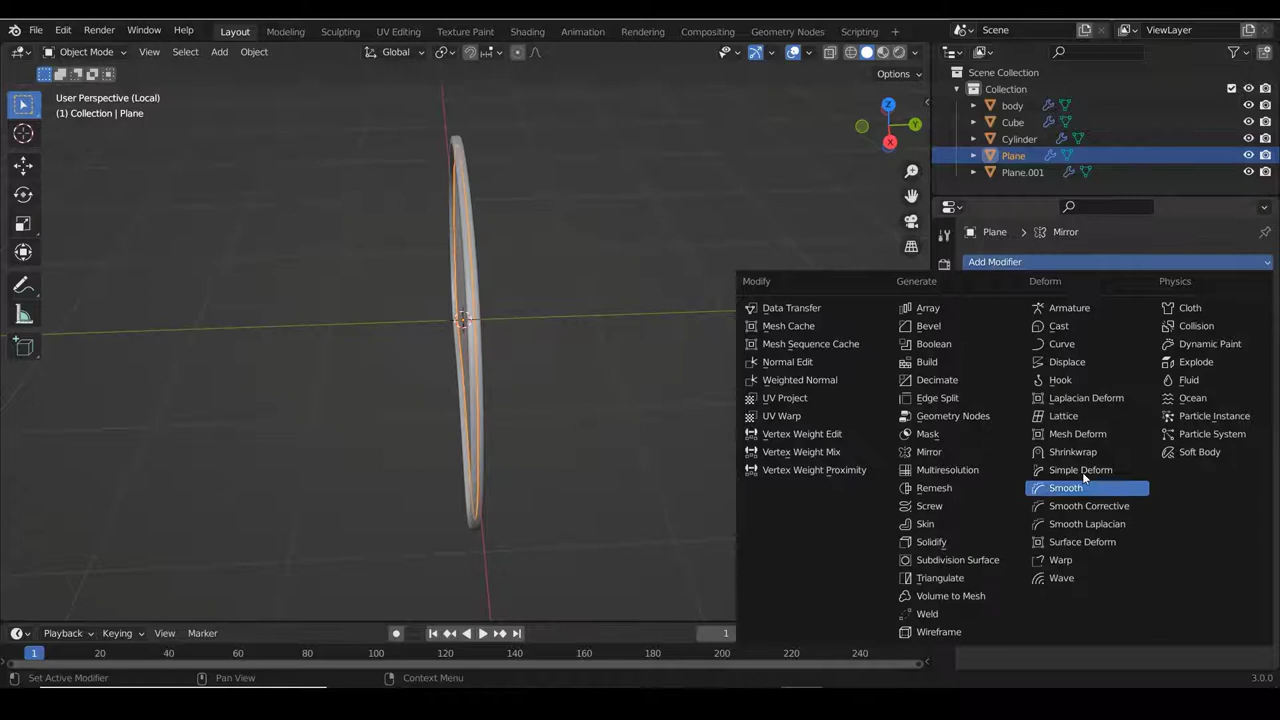 File Edit Render Window Help Layout Modeling Sculpting UV Editing Texture Paint Shading Animation Rendering Compositing Geometry Nodes Scripting + Scene ViewLayer
Object Mode View Select Add Object Global
Options
User Perspective (Local)
(1) Collection | Plane
Z
Y
X
Scene Collection
Collection
body
Cube
Cylinder
Plane
Plane.001
Plane > Mirror
Add Modifier
Modify
Data Transfer
Mesh Cache
Mesh Sequence Cache
Normal Edit
Weighted Normal
UV Project
UV Warp
Vertex Weight Edit
Vertex Weight Mix
Vertex Weight Proximity
Generate
Array
Bevel
Boolean
Build
Decimate
Edge Split
Geometry Nodes
Mask
Mirror
Multiresolution
Remesh
Screw
Skin
Solidify
Subdivision Surface
Triangulate
Volume to Mesh
Weld
Wireframe
Deform
Armature
Cast
Curve
Displace
Hook
Laplacian Deform
Lattice
Mesh Deform
Shrinkwrap
Simple Deform
Smooth
Smooth Corrective
Smooth Laplacian
Surface Deform
Warp
Wave
Physics
Cloth
Collision
Dynamic Paint
Explode
Fluid
Ocean
Particle Instance
Particle System
Soft Body
Playback Keying View Marker 1
1 20 40 60 80 100 120 140 160 180 200 220 240
Set Active Modifier Pan View Context Menu 3.0.0